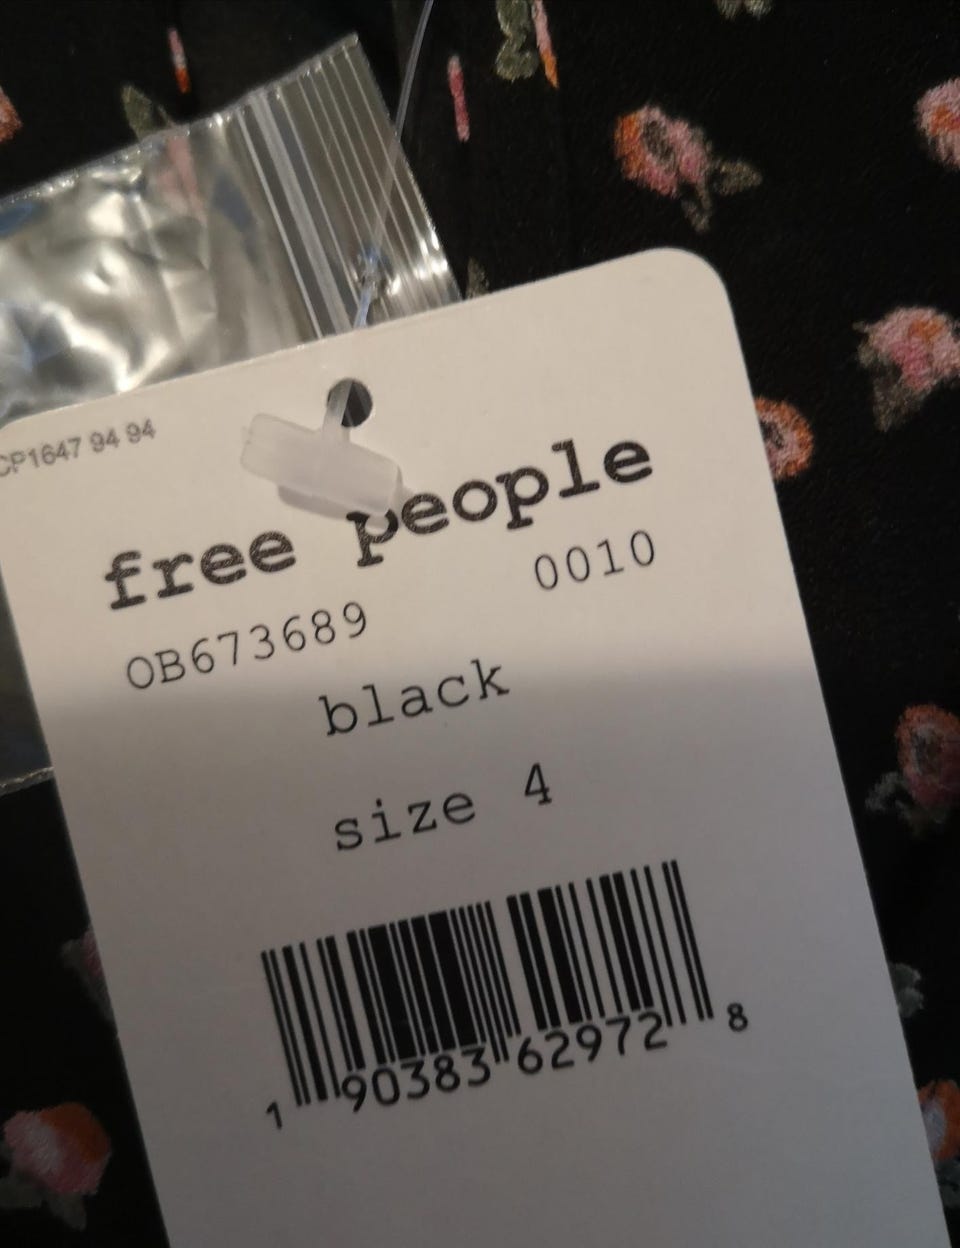 CP1647 94 94
free people
OB673689 0010
black
size 4
1 90383 62972 8